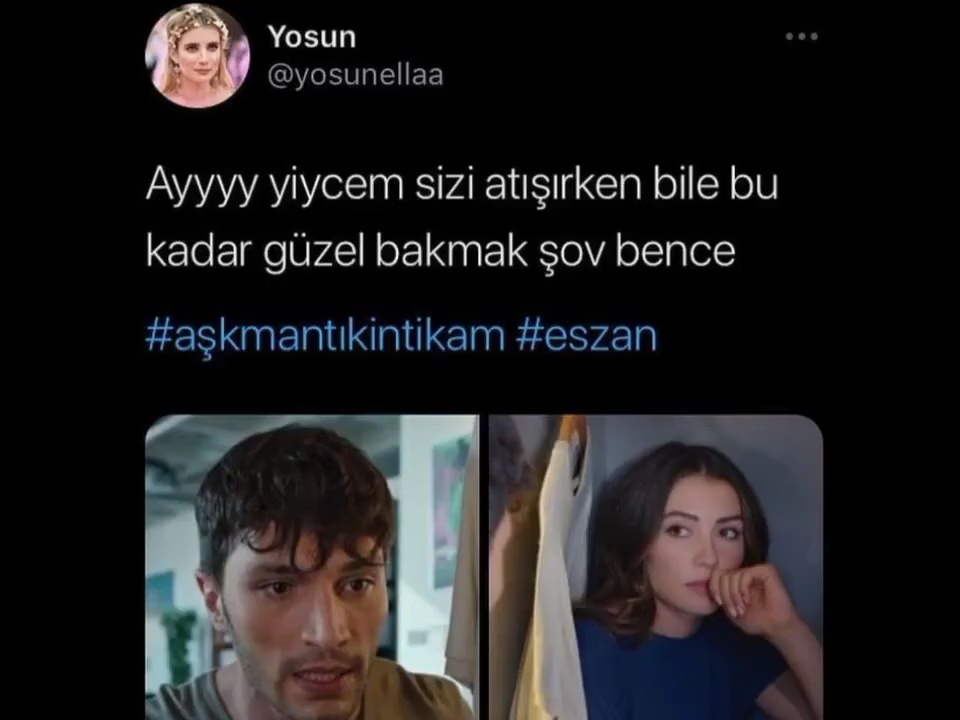 Yosun
@yosunellaa
Ayyyy yiycem sizi atışırken bile bu
kadar güzel bakmak şov bence
#aşkmantıkintikam #eszan